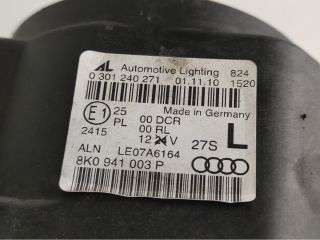 AL Automotive Lighting 824
0 301 240 271 01.11.10 1520
E1 25 00 DCR Made in Germany
PL 00 RL
2415 12 24 V 27S L
ALN LE07A6164
8K0 941 003 P